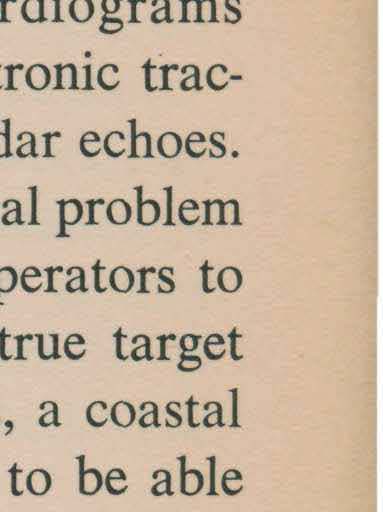 rdiograms
tronic trac-
dar echoes.
al problem
perators to
true target
, a coastal
to be able